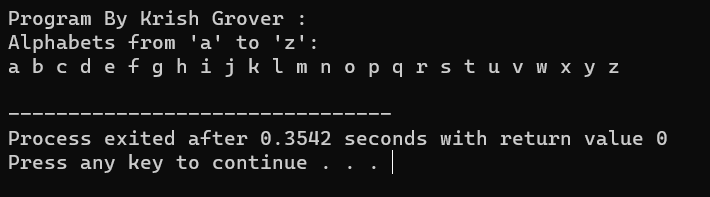 Program By Krish Grover :
Alphabets from 'a' to 'z':
a b c d e f g h i j k l m n o p q r s t u v w x y z
--------------------------------
Process exited after 0.3542 seconds with return value 0
Press any key to continue . . .